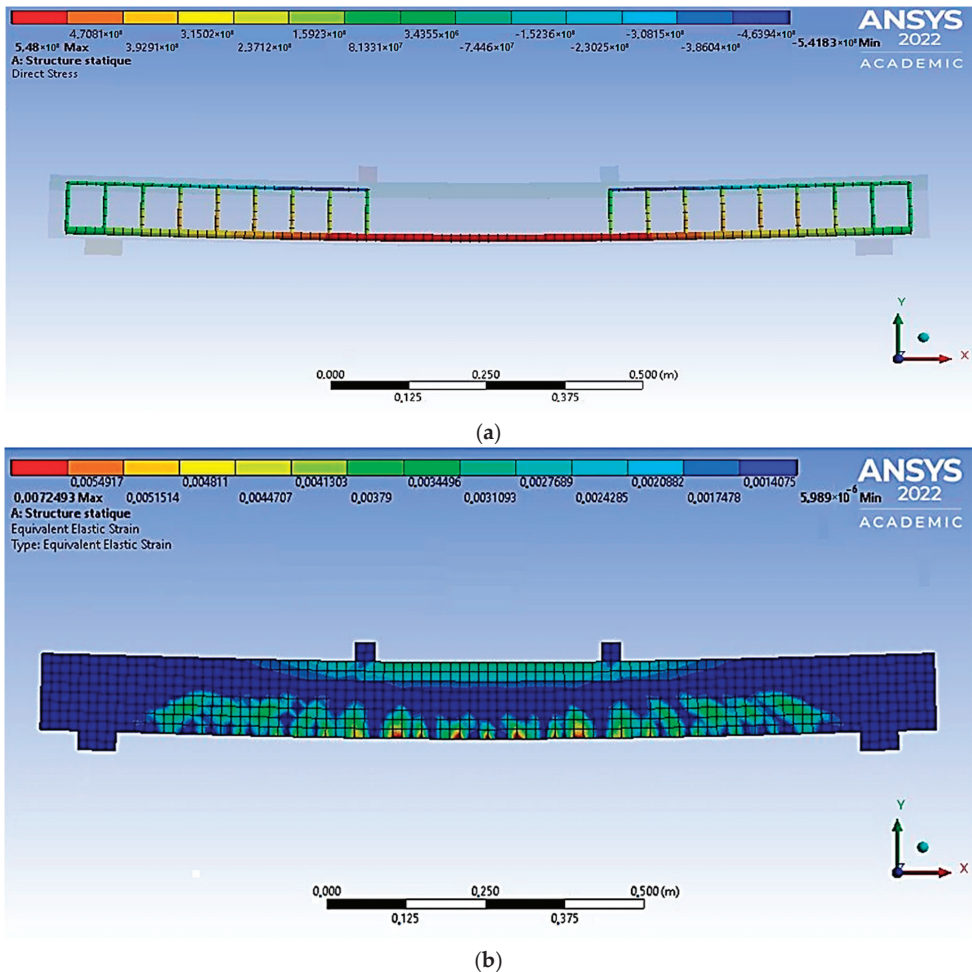 4.7081×10⁸ 3.1502×10⁸ 1.5923×10⁸ 3.4355×10⁶ -1.5236×10⁸ -3.0815×10⁸ -4.6394×10⁸
5.48×10⁸ Max 3.9291×10⁸ 2.3712×10⁸ 8.1331×10⁷ -7.446×10⁷ -2.3025×10⁸ -3.8604×10⁸ -5.4183×10⁸ Min
A: Structure statique
Direct Stress
ANSYS
2022
ACADEMIC
Y
X
0.000 0.250 0.500 (m)
0,125 0,375
(a)
0,0054917 0,004811 0,0041303 0,0034496 0,0027689 0,0020882 0,0014075
0,0072493 Max 0,0051514 0,0044707 0,00379 0,0031093 0,0024285 0,0017478 5,989×10⁻⁶ Min
A: Structure statique
Equivalent Elastic Strain
Type: Equivalent Elastic Strain
ANSYS
2022
ACADEMIC
Y
X
0,000 0,250 0,500 (m)
0,125 0,375
(b)